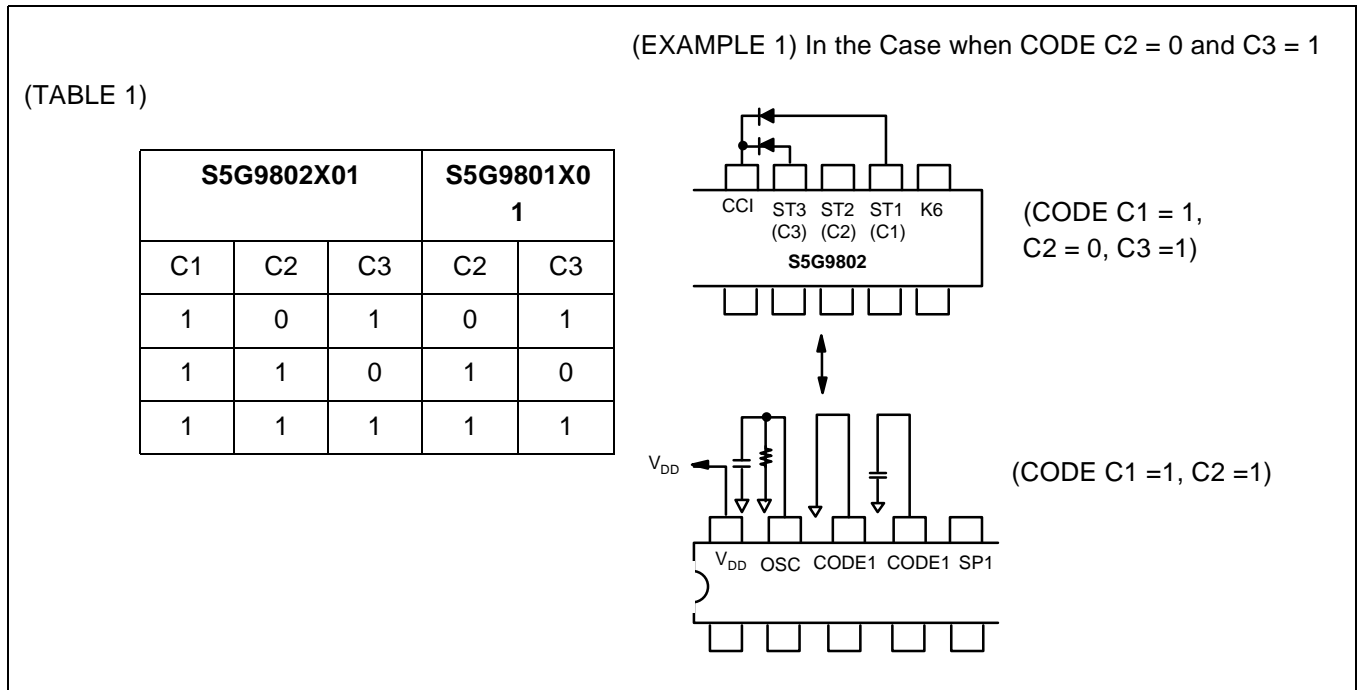 (EXAMPLE 1) In the Case when CODE C2 = 0 and C3 = 1
(TABLE 1)
S5G9802X01 S5G9801X0
1
C1 C2 C3 C2 C3
1 0 1 0 1
1 1 0 1 0
1 1 1 1 1
CCI ST3 ST2 ST1 K6
(C3) (C2) (C1)
S5G9802
(CODE C1 = 1,
C2 = 0, C3 =1)
VDD
(CODE C1 =1, C2 =1)
VDD OSC CODE1 CODE1 SP1